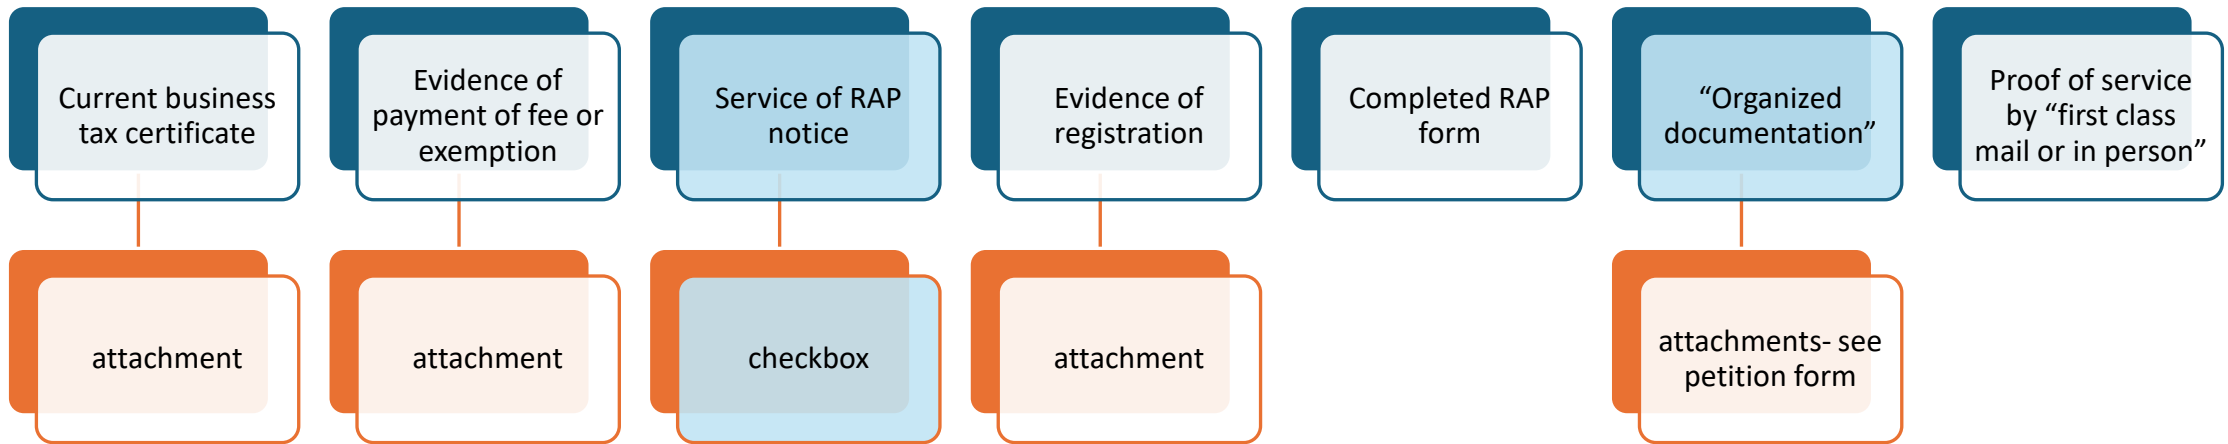 Current business
tax certificate
Evidence of
payment of fee or
exemption
Service of RAP
notice
Evidence of
registration
Completed RAP
form
“Organized
documentation”
Proof of service
by “first class
mail or in person”
attachment
attachment
checkbox
attachment
attachments- see
petition form